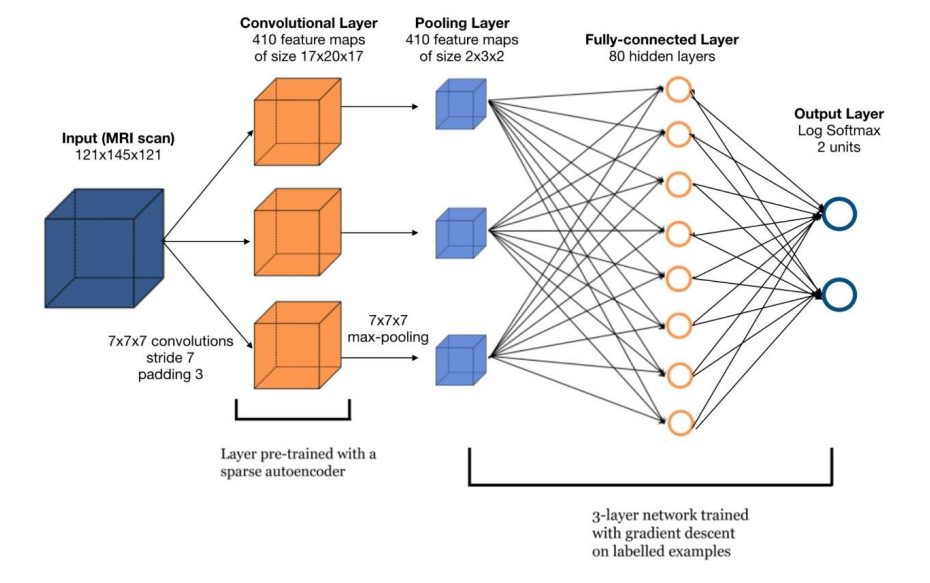 Convolutional Layer
410 feature maps
of size 17x20x17
Pooling Layer
410 feature maps
of size 2x3x2
Fully-connected Layer
80 hidden layers
Output Layer
Log Softmax
2 units
Input (MRI scan)
121x145x121
7x7x7 convolutions
stride 7
padding 3
7x7x7
max-pooling
Layer pre-trained with a
sparse autoencoder
3-layer network trained
with gradient descent
on labelled examples